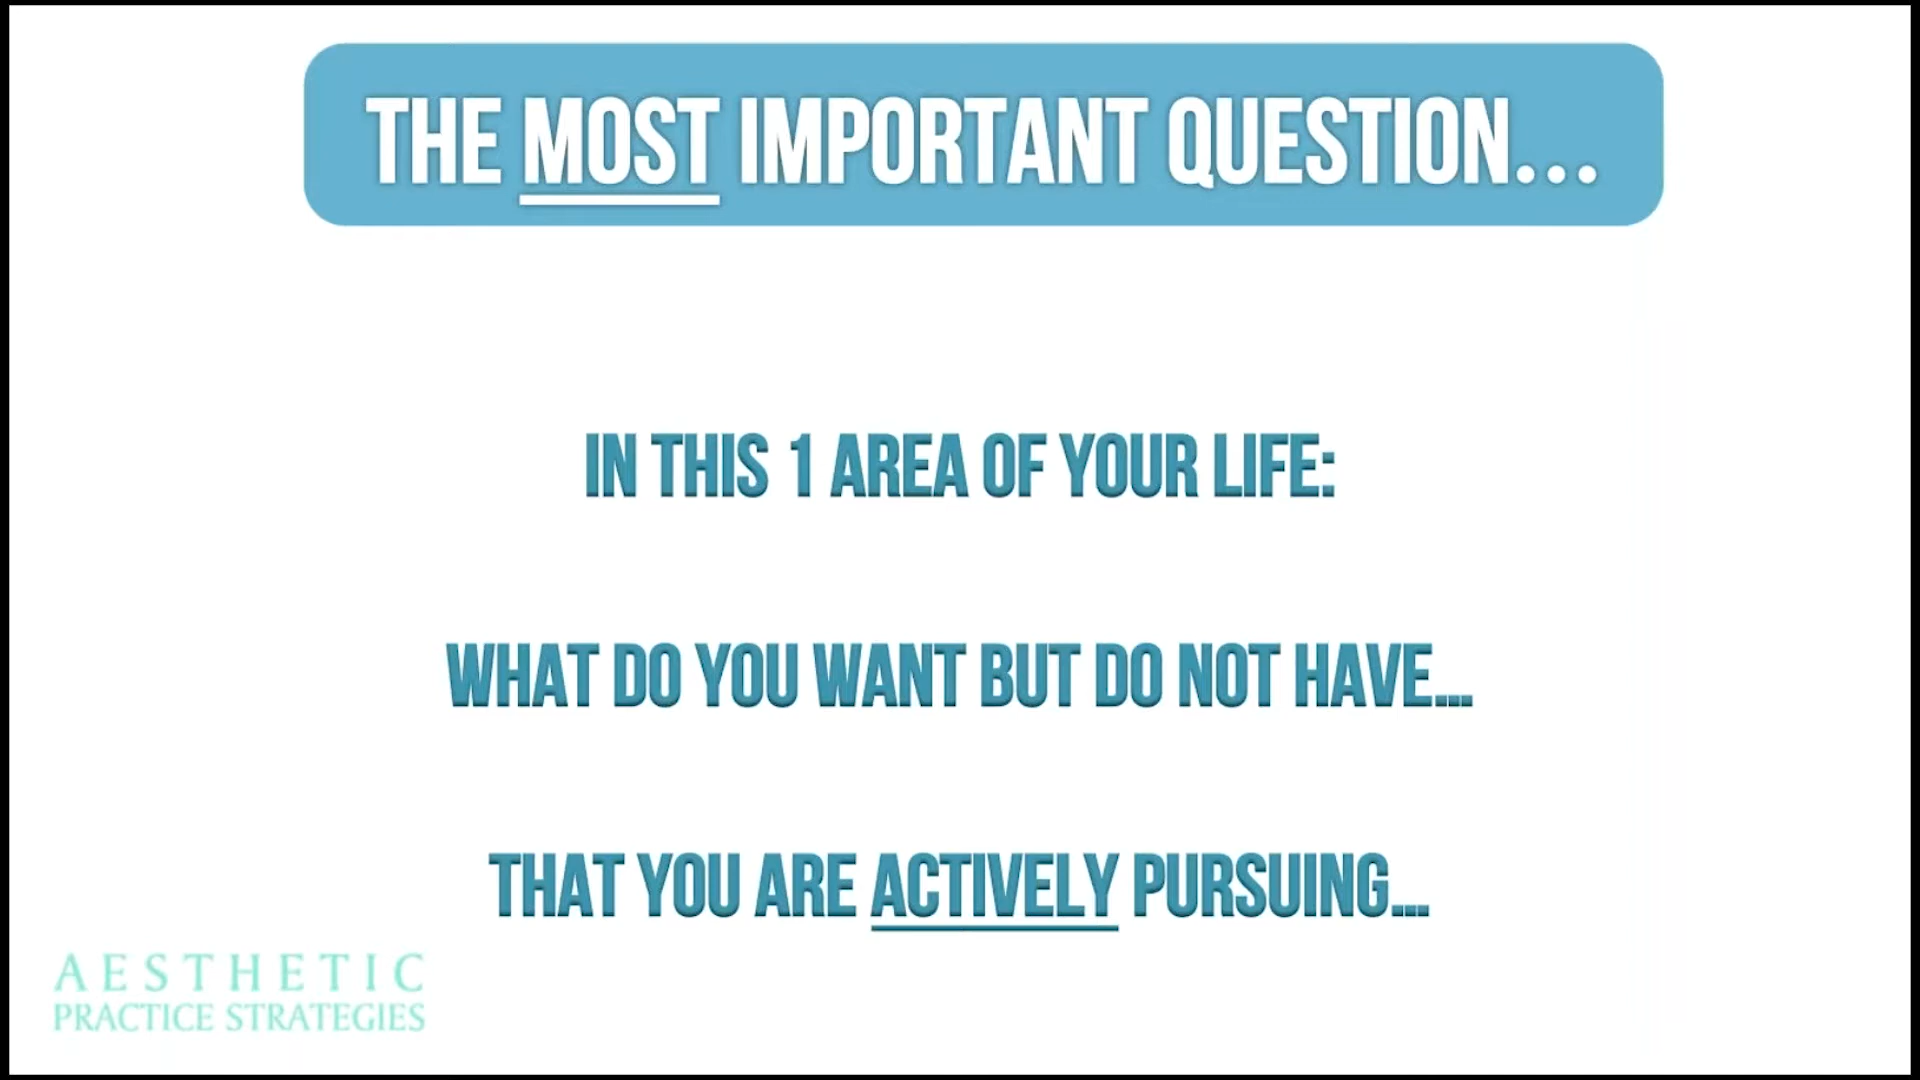 THE MOST IMPORTANT QUESTION...
IN THIS 1 AREA OF YOUR LIFE:
WHAT DO YOU WANT BUT DO NOT HAVE...
THAT YOU ARE ACTIVELY PURSUING...
AESTHETIC
PRACTICE STRATEGIES